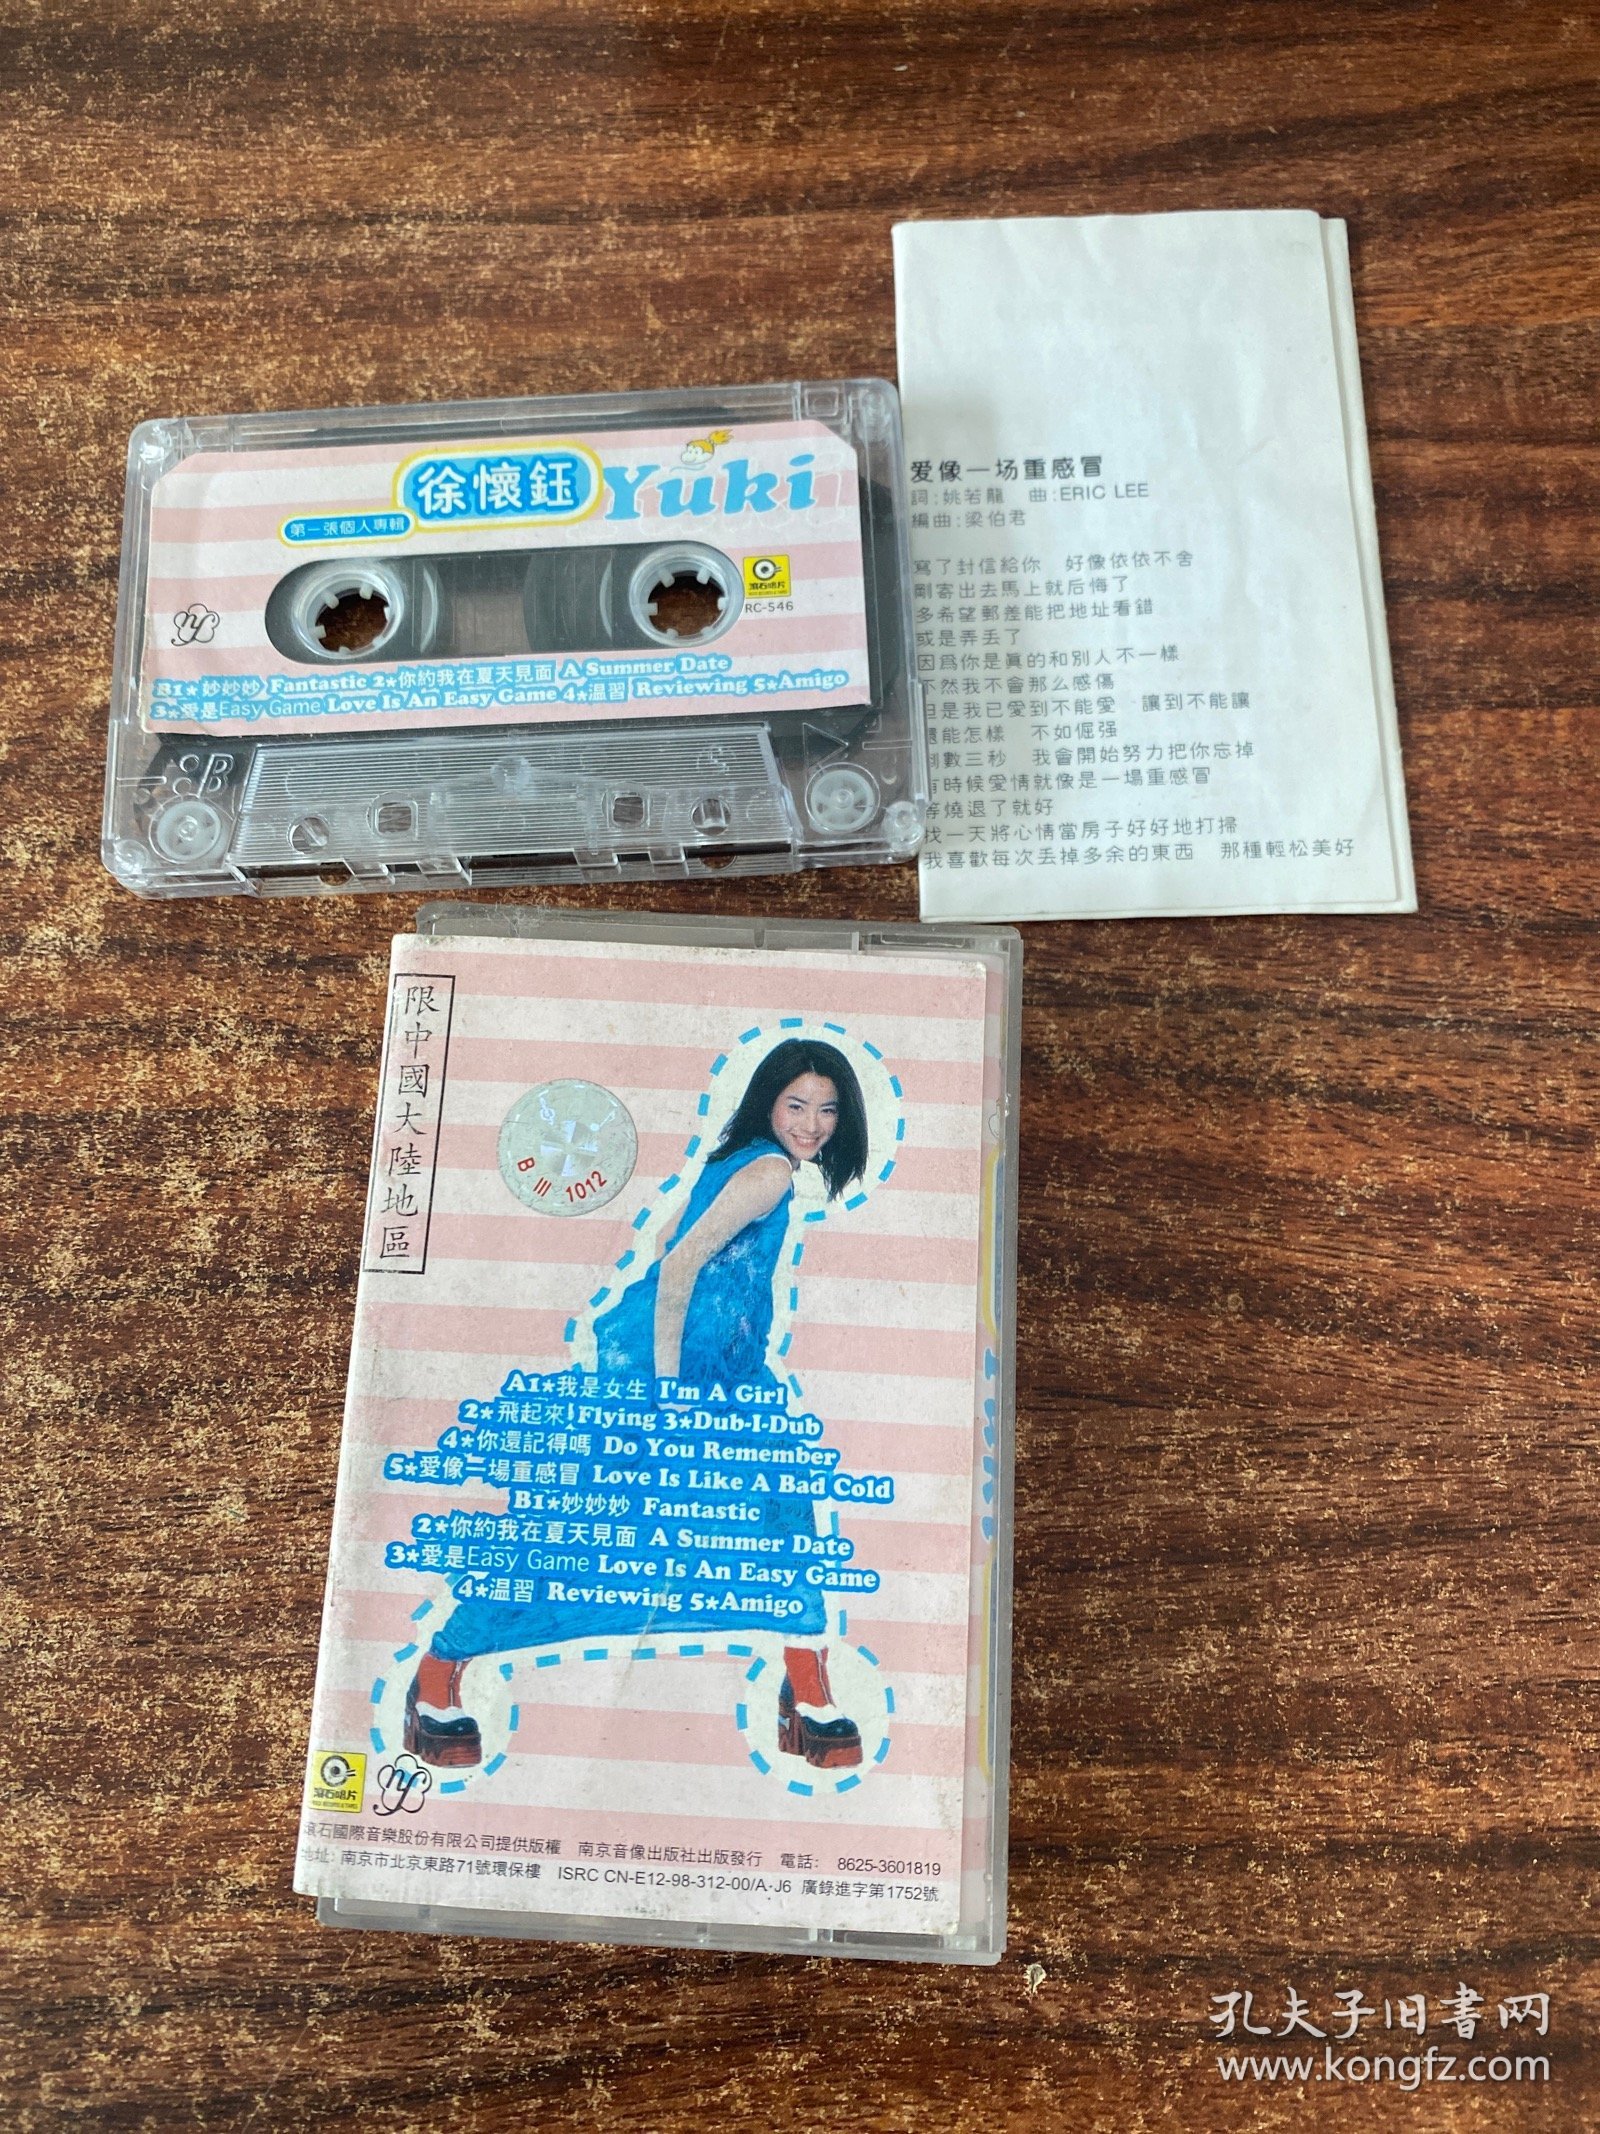 徐懷鈺
Yuki
第一張個人專輯
滾石唱片
RC-546
B1★妙妙妙 Fantastic 2★你約我在夏天見面 A Summer Date
3★愛是Easy Game Love Is An Easy Game 4★温習 Reviewing 5★Amigo
B
爱像一场重感冒
詞:姚若龍 曲:ERIC LEE
編曲:梁伯君
寫了封信給你 好像依依不舍
剛寄出去馬上就后悔了
多希望郵差能把地址看錯
或是弄丢了
因爲你是真的和別人不一樣
不然我不會那么感傷
但是我已愛到不能愛 讓到不能讓
還能怎樣 不如倔强
倒數三秒 我會開始努力把你忘掉
有時候愛情就像是一場重感冒
等燒退了就好
找一天將心情當房子好好地打掃
我喜歡每次丢掉多余的東西 那種輕松美好
限中國大陸地區
B III 1012
A1★我是女生 I'm A Girl
2★飛起來!Flying 3★Dub-I-Dub
4★你還記得嗎 Do You Remember
5★愛像一場重感冒 Love Is Like A Bad Cold
B1★妙妙妙 Fantastic
2★你約我在夏天見面 A Summer Date
3★愛是Easy Game Love Is An Easy Game
4★温習 Reviewing 5★Amigo
滾石唱片
滾石國際音樂股份有限公司提供版權 南京音像出版社出版發行 電話: 8625-3601819
地址: 南京市北京東路71號環保樓 ISRC CN-E12-98-312-00/A·J6 廣錄進字第1752號
孔夫子旧书网
www.kongfz.com